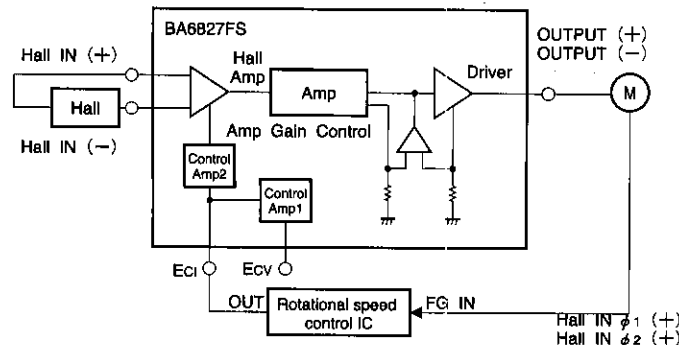 BA6827FS
OUTPUT (+)
OUTPUT (−)
Hall IN (+)
Hall
Amp
Driver
Amp
M
Hall
Amp Gain Control
Hall IN (−)
Control
Amp2
Control
Amp1
ECI
ECV
OUT
Rotational speed
control IC
FG IN
Hall IN φ1 (+)
Hall IN φ2 (+)